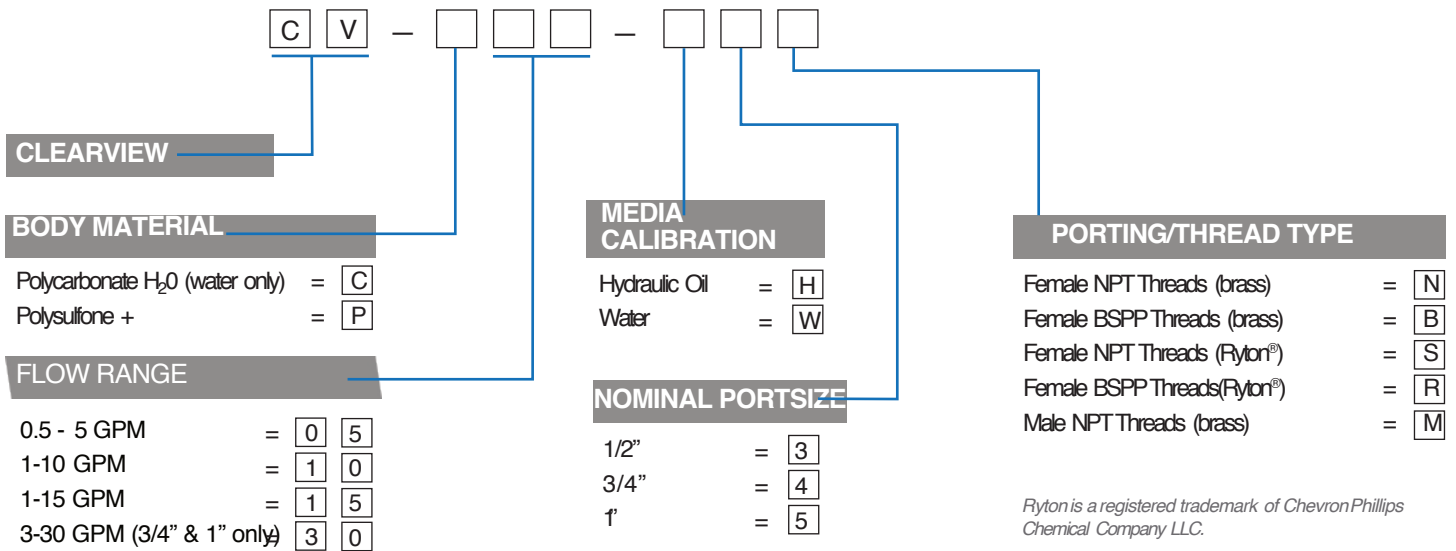 C V – –
CLEARVIEW
BODY MATERIAL
Polycarbonate H₂0 (water only) = C
Polysulfone + = P
FLOW RANGE
0.5 - 5 GPM = 0 5
1-10 GPM = 1 0
1-15 GPM = 1 5
3-30 GPM (3/4” & 1” only) = 3 0
MEDIA
CALIBRATION
Hydraulic Oil = H
Water = W
NOMINAL PORTSIZE
1/2” = 3
3/4” = 4
1” = 5
PORTING/THREAD TYPE
Female NPT Threads (brass) = N
Female BSPP Threads (brass) = B
Female NPT Threads (Ryton®) = S
Female BSPP Threads(Ryton®) = R
Male NPT Threads (brass) = M
Ryton is a registered trademark of Chevron Phillips
Chemical Company LLC.